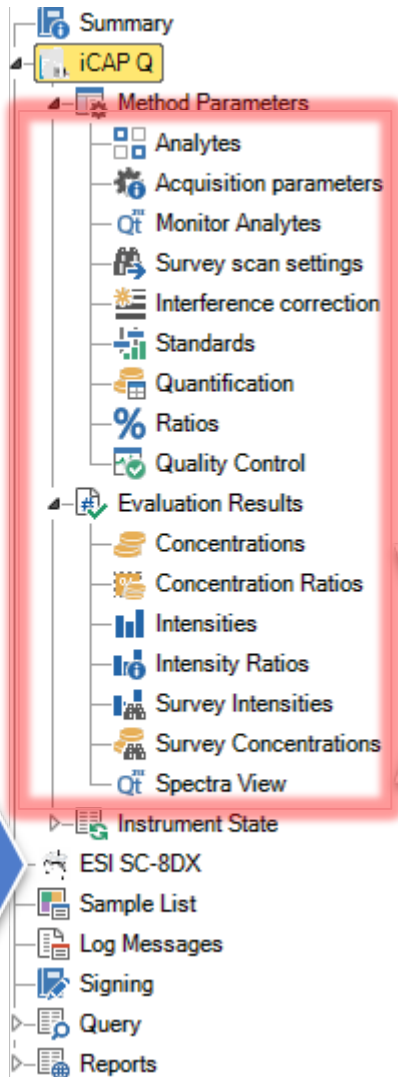 Summary
iCAP Q
Method Parameters
Analytes
Acquisition parameters
Monitor Analytes
Survey scan settings
Interference correction
Standards
Quantification
Ratios
Quality Control
Evaluation Results
Concentrations
Concentration Ratios
Intensities
Intensity Ratios
Survey Intensities
Survey Concentrations
Spectra View
Instrument State
ESI SC-8DX
Sample List
Log Messages
Signing
Query
Reports